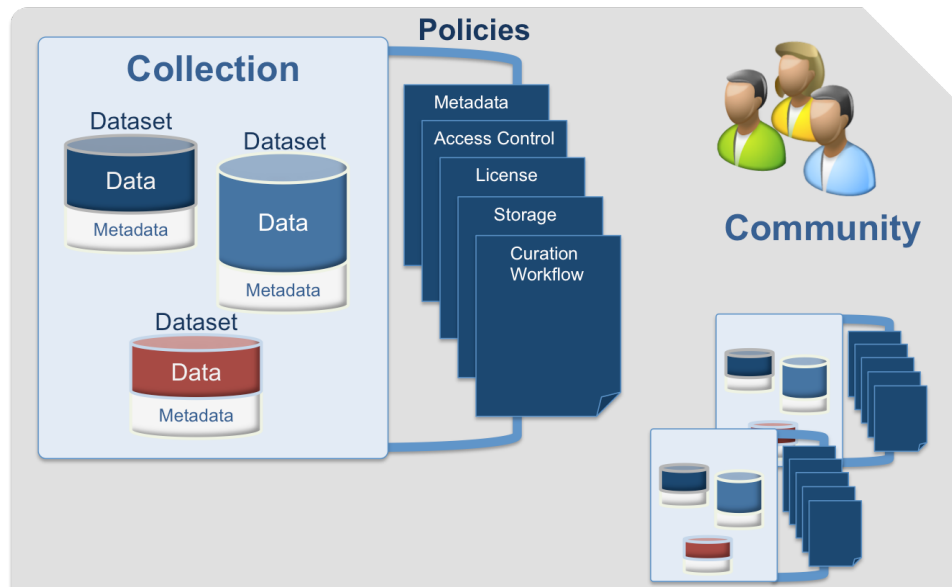 Policies
Collection
Dataset
Data
Metadata
Dataset
Data
Metadata
Dataset
Data
Metadata
Metadata
Access Control
License
Storage
Curation
Workflow
Community